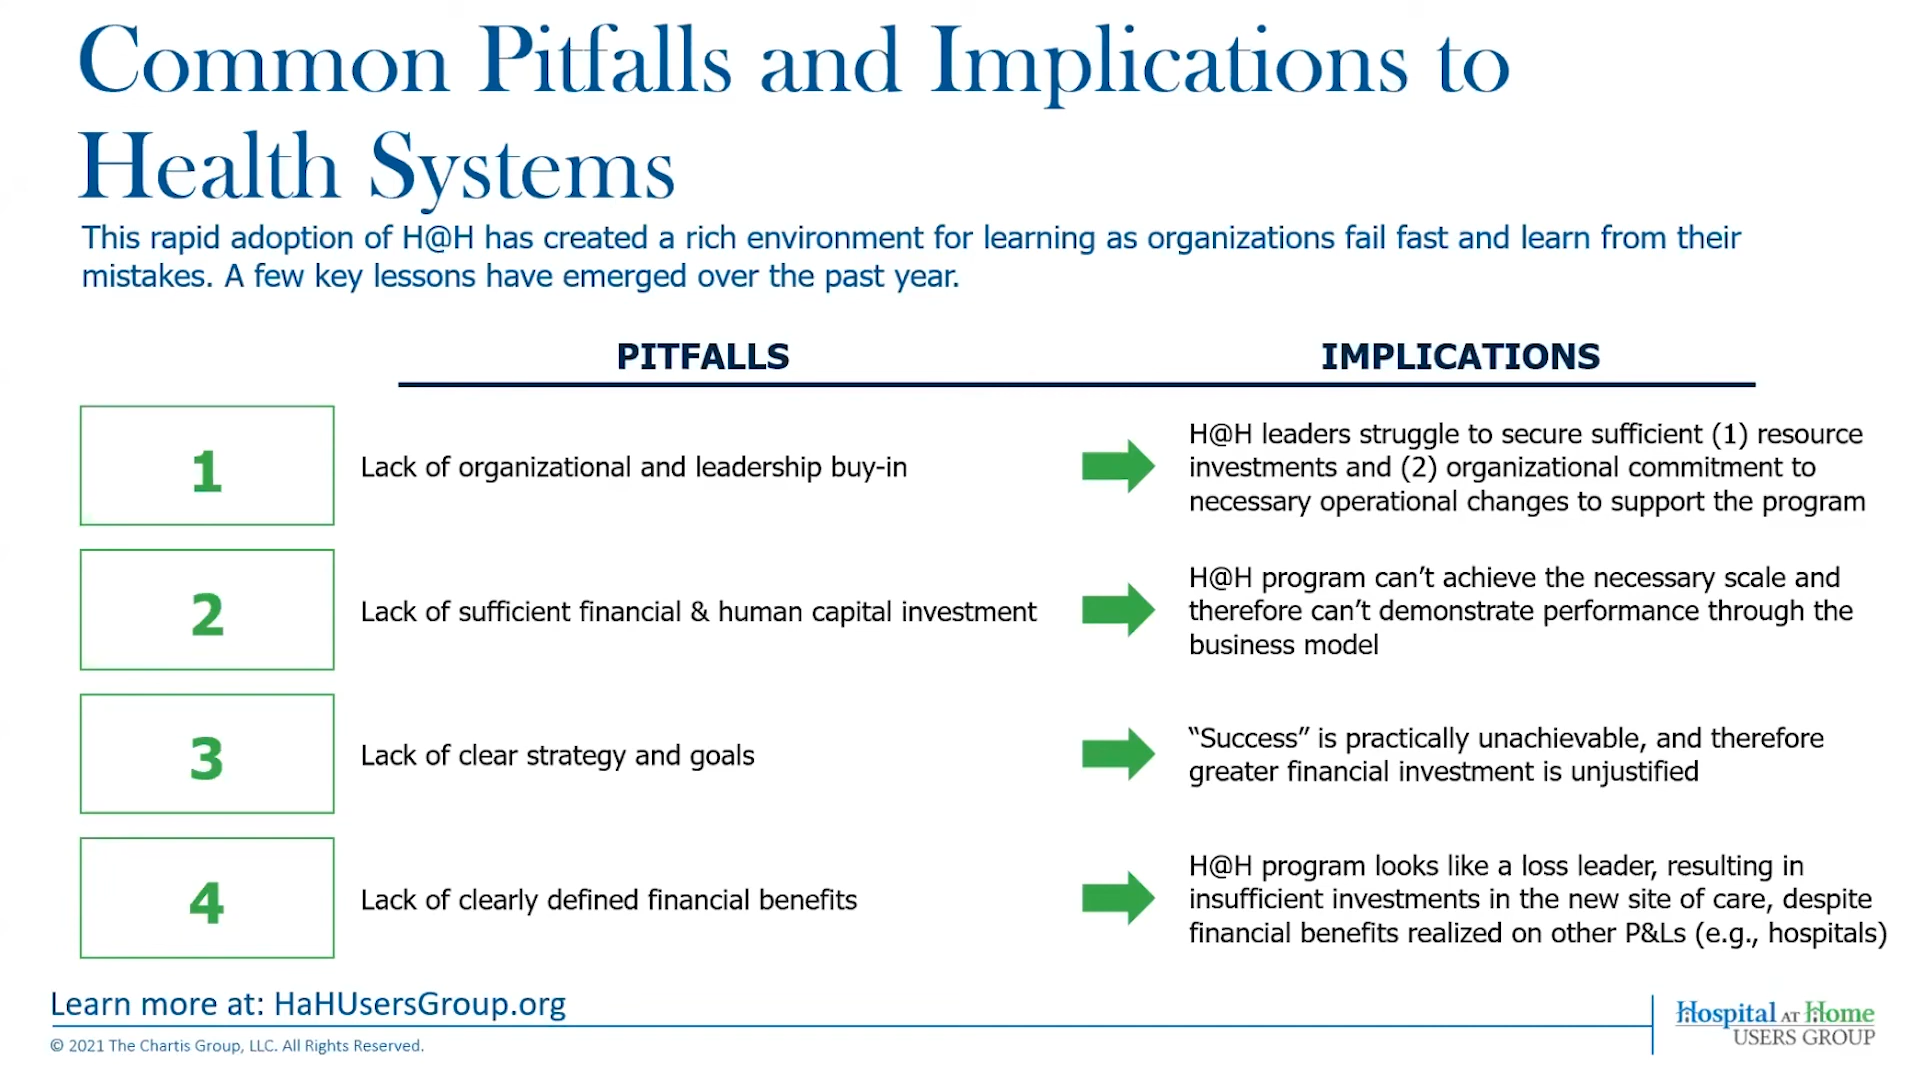 Common Pitfalls and Implications to
Health Systems
This rapid adoption of H@H has created a rich environment for learning as organizations fail fast and learn from their
mistakes. A few key lessons have emerged over the past year.
PITFALLS
IMPLICATIONS
1
Lack of organizational and leadership buy-in
H@H leaders struggle to secure sufficient (1) resource
investments and (2) organizational commitment to
necessary operational changes to support the program
2
Lack of sufficient financial & human capital investment
H@H program can’t achieve the necessary scale and
therefore can’t demonstrate performance through the
business model
3
Lack of clear strategy and goals
“Success” is practically unachievable, and therefore
greater financial investment is unjustified
4
Lack of clearly defined financial benefits
H@H program looks like a loss leader, resulting in
insufficient investments in the new site of care, despite
financial benefits realized on other P&Ls (e.g., hospitals)
Learn more at: HaHUsersGroup.org
© 2021 The Chartis Group, LLC. All Rights Reserved.
Hospital AT Home
USERS GROUP